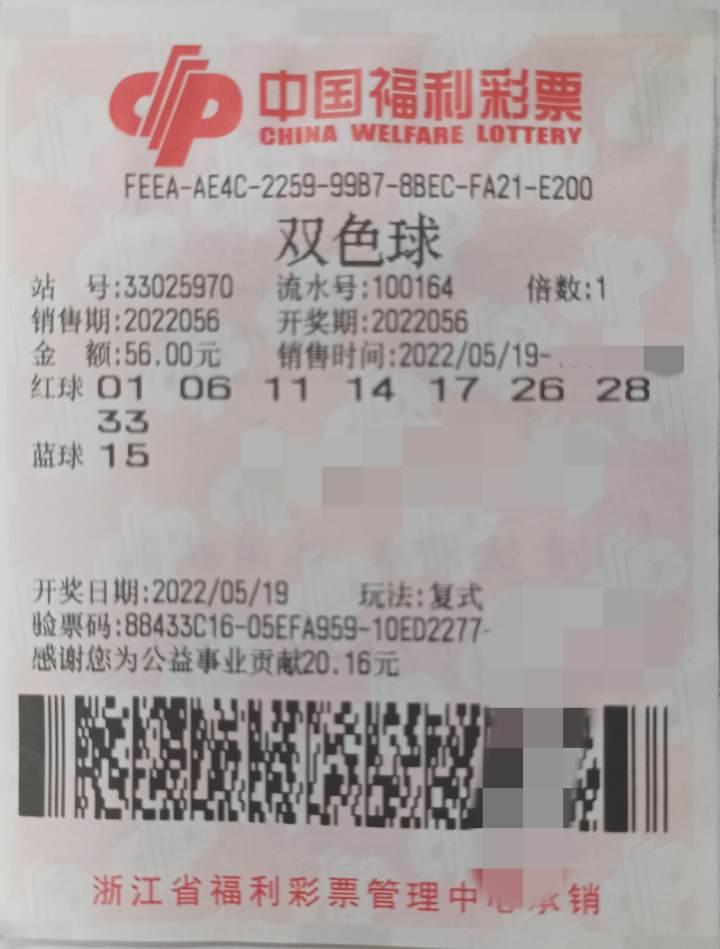 中国福利彩票
CHINA WELFARE LOTTERY
FEEA-AE4C-2259-99B7-8BEC-FA21-E200
双色球
站 号:33025970 流水号:100164 倍数:1
销售期:2022056 开奖期:2022056
金 额:56.00元 销售时间:2022/05/19-
红球 01 06 11 14 17 26 28
33
蓝球 15
开奖日期:2022/05/19 玩法:复式
验票码:88433C16-05EFA959-10ED2277-
感谢您为公益事业贡献20.16元
浙江省福利彩票管理中心承销